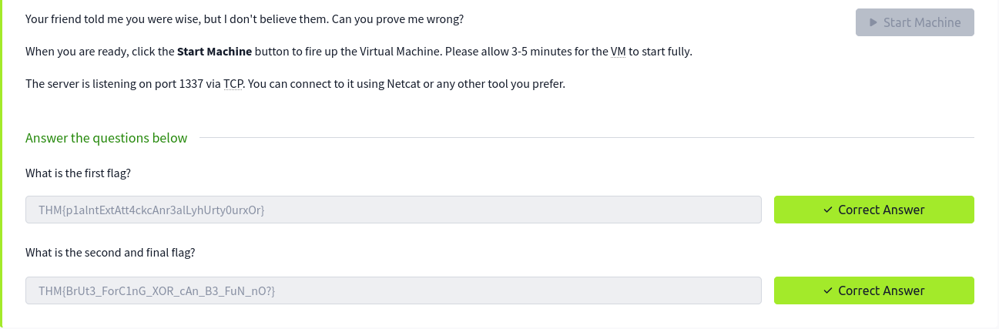 Your friend told me you were wise, but I don't believe them. Can you prove me wrong?
Start Machine
When you are ready, click the Start Machine button to fire up the Virtual Machine. Please allow 3-5 minutes for the VM to start fully.
The server is listening on port 1337 via TCP. You can connect to it using Netcat or any other tool you prefer.
Answer the questions below
What is the first flag?
THM{p1alntExtAtt4ckcAnr3alLyhUrty0urxOr}
Correct Answer
What is the second and final flag?
THM{BrUt3_ForC1nG_XOR_cAn_B3_FuN_nO?}
Correct Answer